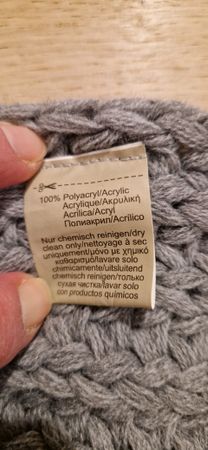 100% Polyacryl/Acrylic
Acrylique/Ακρυλική
Acrilica/Acryl
Полиакрил/Acrílico
Nur chemisch reinigen/dry
clean only/nettoyage à sec
uniquement/μόνο με χημικό
καθαρισμό/lavare solo
chimicamente/uitsluitend
chemisch reinigen/только
сухая чистка/lavar solo
con productos químicos